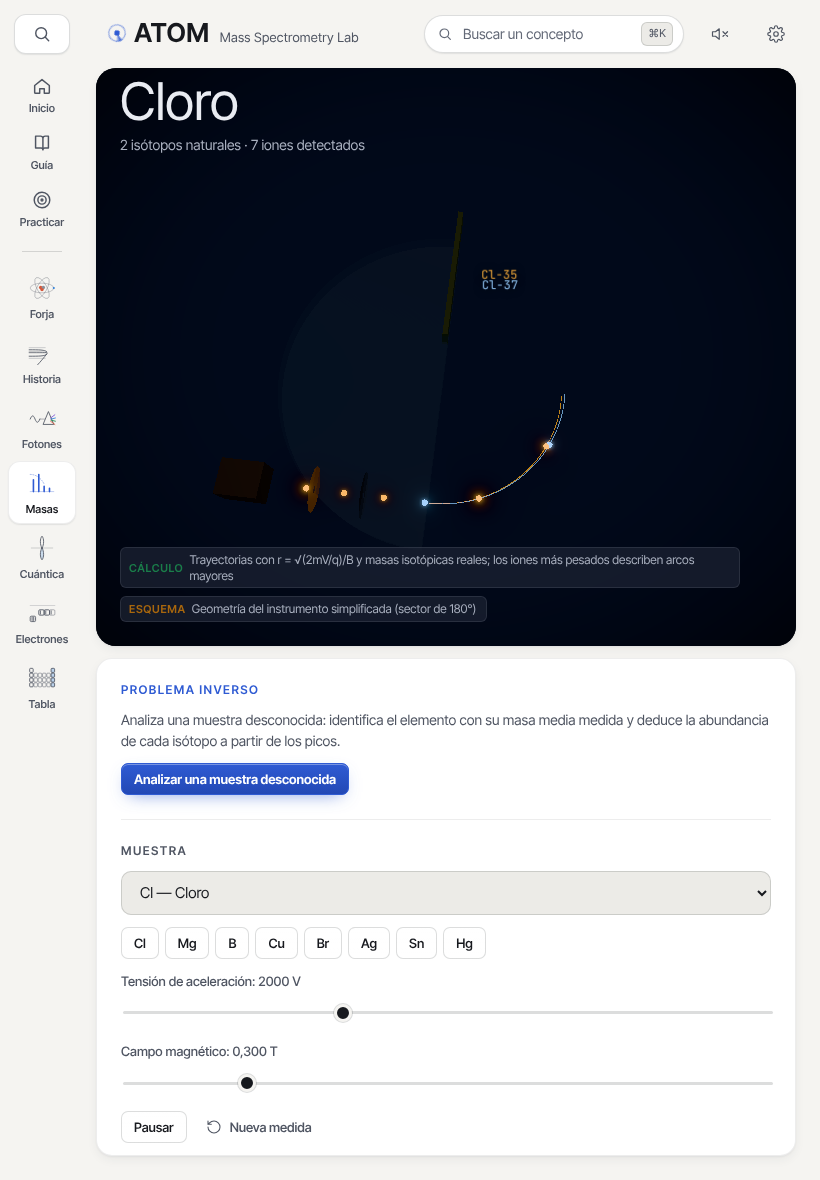 ATOM Mass Spectrometry Lab
Buscar un concepto ⌘K
Inicio
Guía
Practicar
Forja
Historia
Fotones
Masas
Cuántica
Electrones
Tabla
Cloro
2 isótopos naturales · 7 iones detectados
Cl-35
Cl-37
CÁLCULO Trayectorias con r = √(2mV/q)/B y masas isotópicas reales; los iones más pesados describen arcos
mayores
ESQUEMA Geometría del instrumento simplificada (sector de 180°)
PROBLEMA INVERSO
Analiza una muestra desconocida: identifica el elemento con su masa media medida y deduce la abundancia
de cada isótopo a partir de los picos.
Analizar una muestra desconocida
MUESTRA
Cl — Cloro
Cl Mg B Cu Br Ag Sn Hg
Tensión de aceleración: 2000 V
Campo magnético: 0,300 T
Pausar Nueva medida